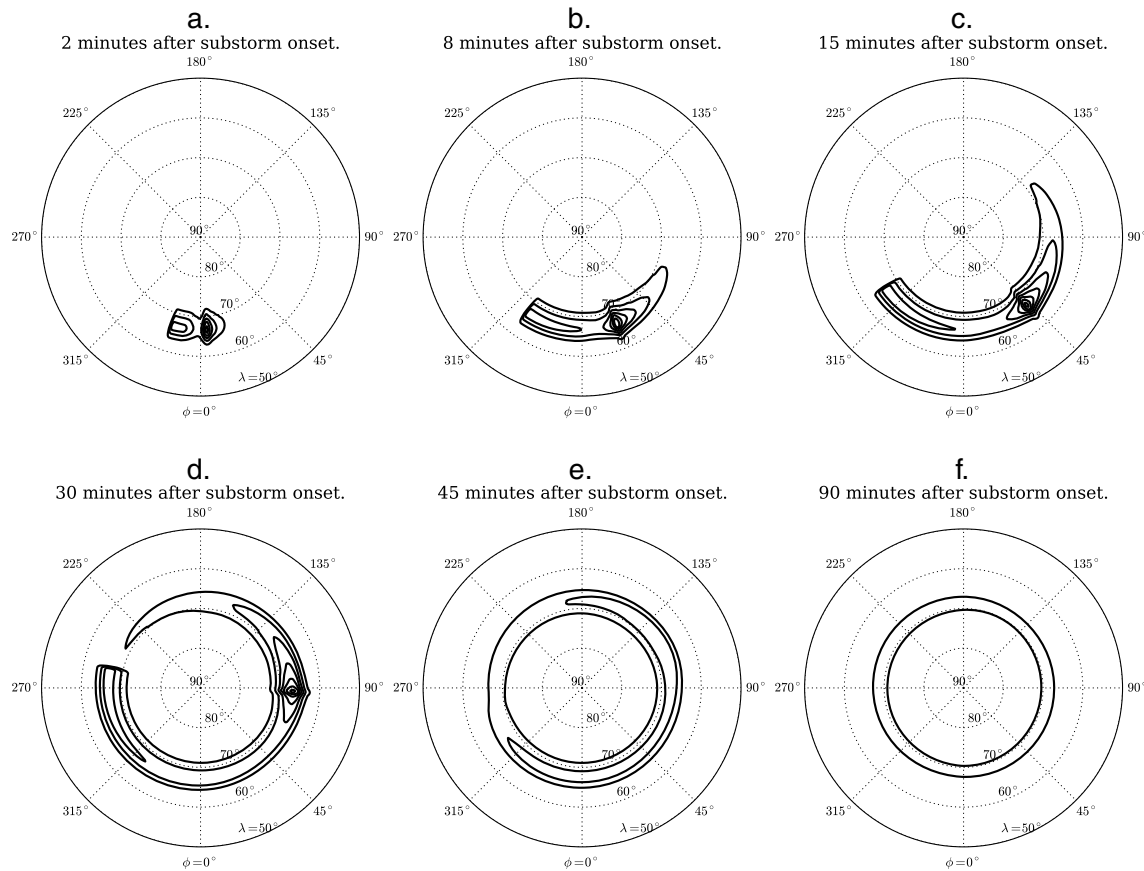 a.
2 minutes after substorm onset.
180°
225°
135°
270°
90°
90°
80°
70°
60°
315°
45°
λ=50°
ϕ=0°
b.
8 minutes after substorm onset.
180°
225°
135°
270°
90°
90°
80°
70°
60°
315°
45°
λ=50°
ϕ=0°
c.
15 minutes after substorm onset.
180°
225°
135°
270°
90°
90°
80°
70°
60°
315°
45°
λ=50°
ϕ=0°
d.
30 minutes after substorm onset.
180°
225°
135°
270°
90°
90°
80°
70°
60°
315°
45°
λ=50°
ϕ=0°
e.
45 minutes after substorm onset.
180°
225°
135°
270°
90°
90°
80°
70°
60°
315°
45°
λ=50°
ϕ=0°
f.
90 minutes after substorm onset.
180°
225°
135°
270°
90°
90°
80°
70°
60°
315°
45°
λ=50°
ϕ=0°